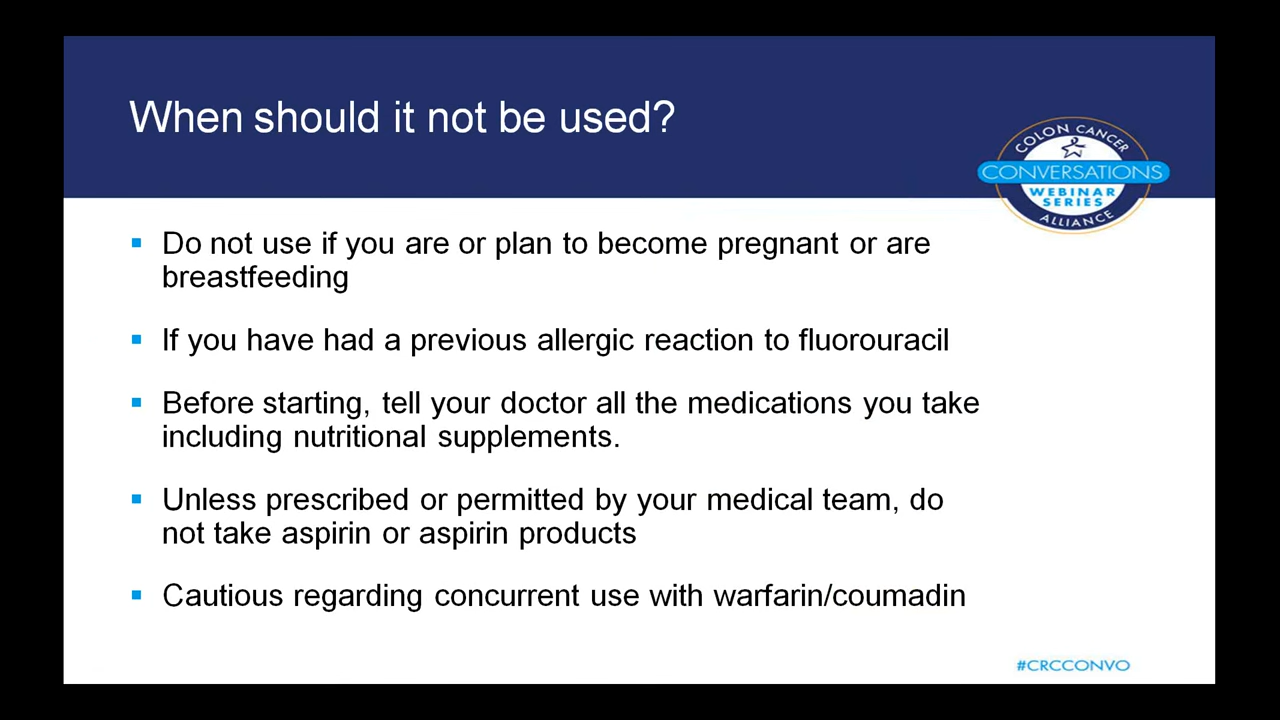 When should it not be used?
COLON CANCER
CONVERSATIONS
WEBINAR
SERIES
ALLIANCE
Do not use if you are or plan to become pregnant or are
breastfeeding
If you have had a previous allergic reaction to fluorouracil
Before starting, tell your doctor all the medications you take
including nutritional supplements.
Unless prescribed or permitted by your medical team, do
not take aspirin or aspirin products
Cautious regarding concurrent use with warfarin/coumadin
#CRCCONVO